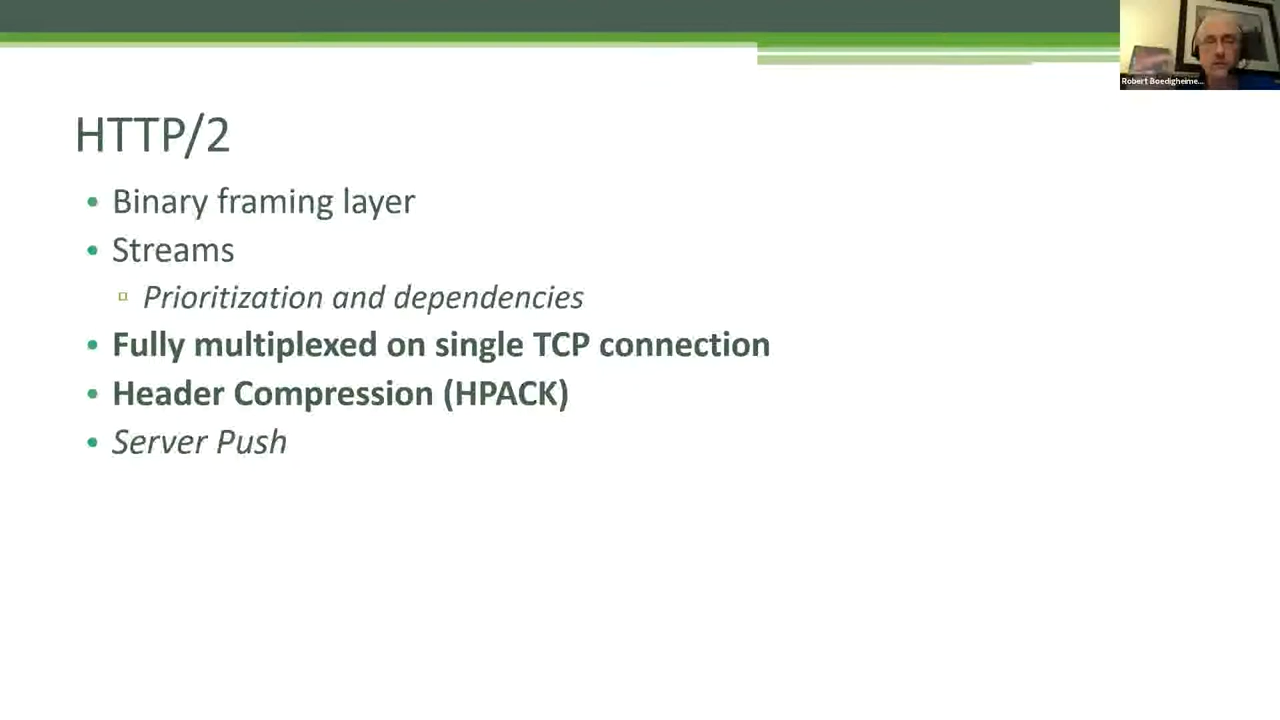 Robert Boedigheime...
HTTP/2
• Binary framing layer
• Streams
▫ Prioritization and dependencies
• Fully multiplexed on single TCP connection
• Header Compression (HPACK)
• Server Push